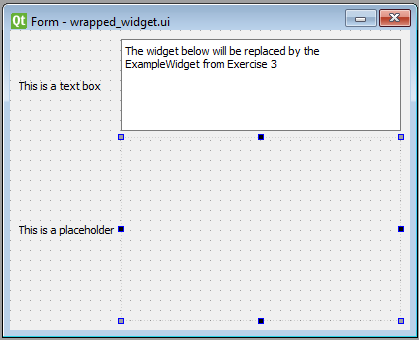 Qt Form - wrapped_widget.ui
The widget below will be replaced by the
ExampleWidget from Exercise 3
This is a text box
This is a placeholder